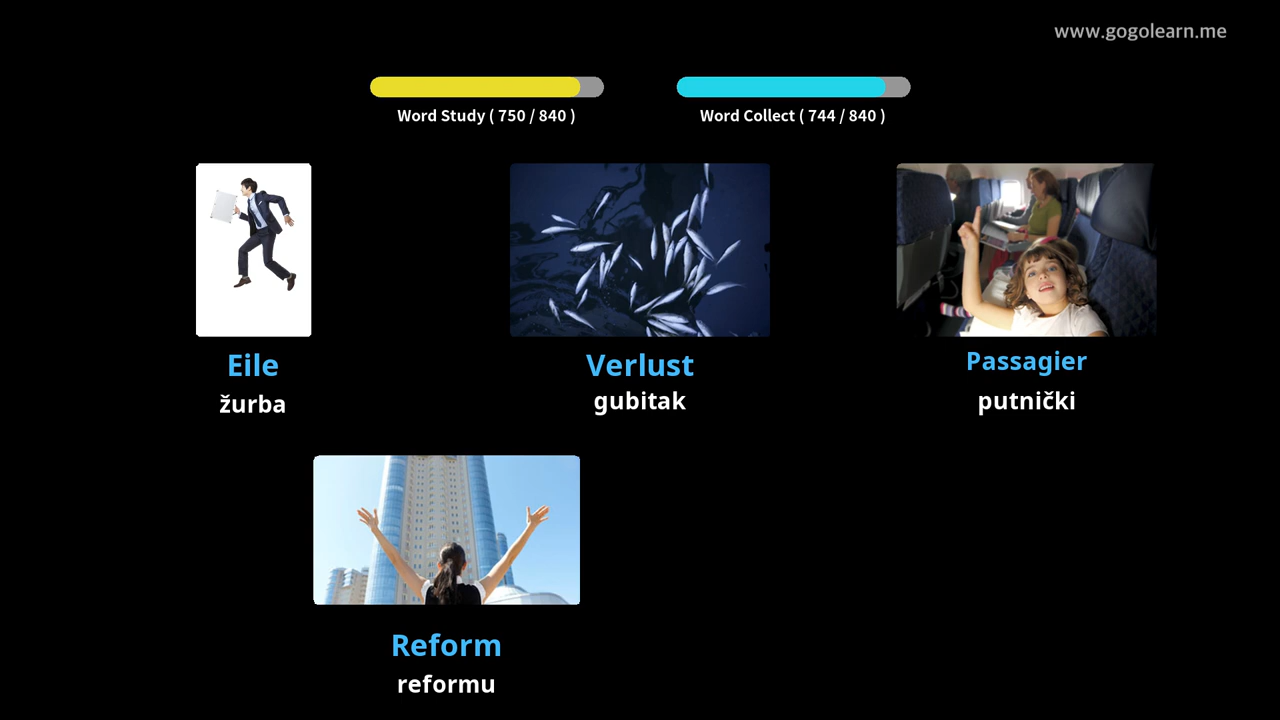 www.gogolearn.me
Word Study ( 750 / 840 )
Word Collect ( 744 / 840 )
Eile
žurba
Verlust
gubitak
Passagier
putnički
Reform
reformu